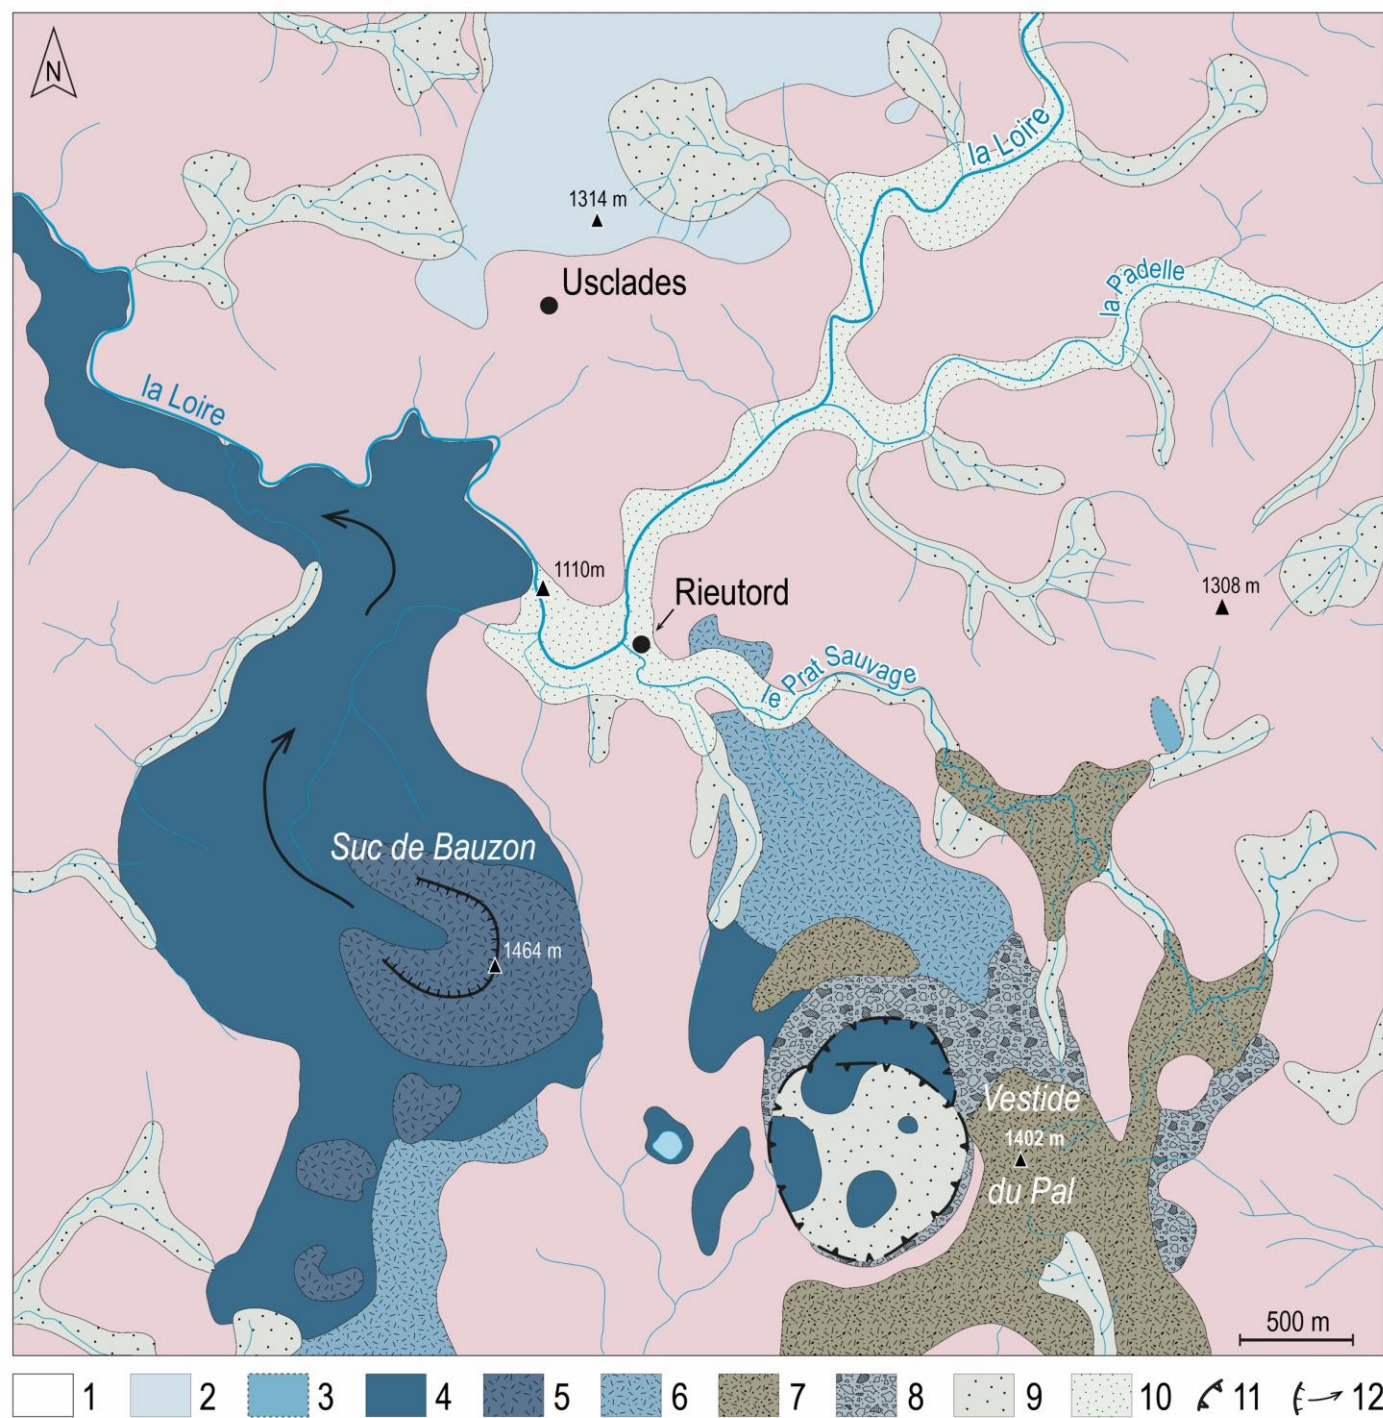 N
la Loire
1314 m
Usclades
la Padelle
la Loire
1110m
Rieutord
1308 m
le Prat Sauvage
Suc de Bauzon
1464 m
Vestide
1402 m
du Pal
500 m
1 2 3 4 5 6 7 8 9 10 11 12